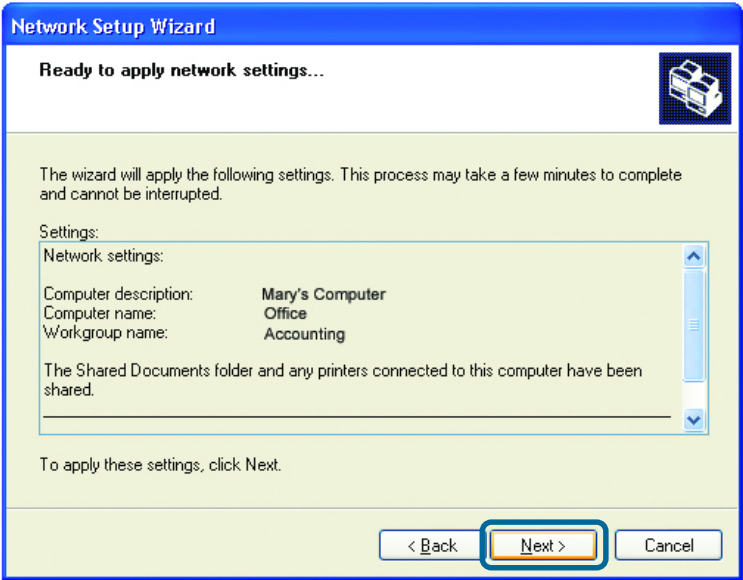 Network Setup Wizard
Ready to apply network settings...
The wizard will apply the following settings. This process may take a few minutes to complete
and cannot be interrupted.
Settings:
Network settings:
Computer description: Mary's Computer
Computer name: Office
Workgroup name: Accounting
The Shared Documents folder and any printers connected to this computer have been
shared.
To apply these settings, click Next.
< Back Next > Cancel